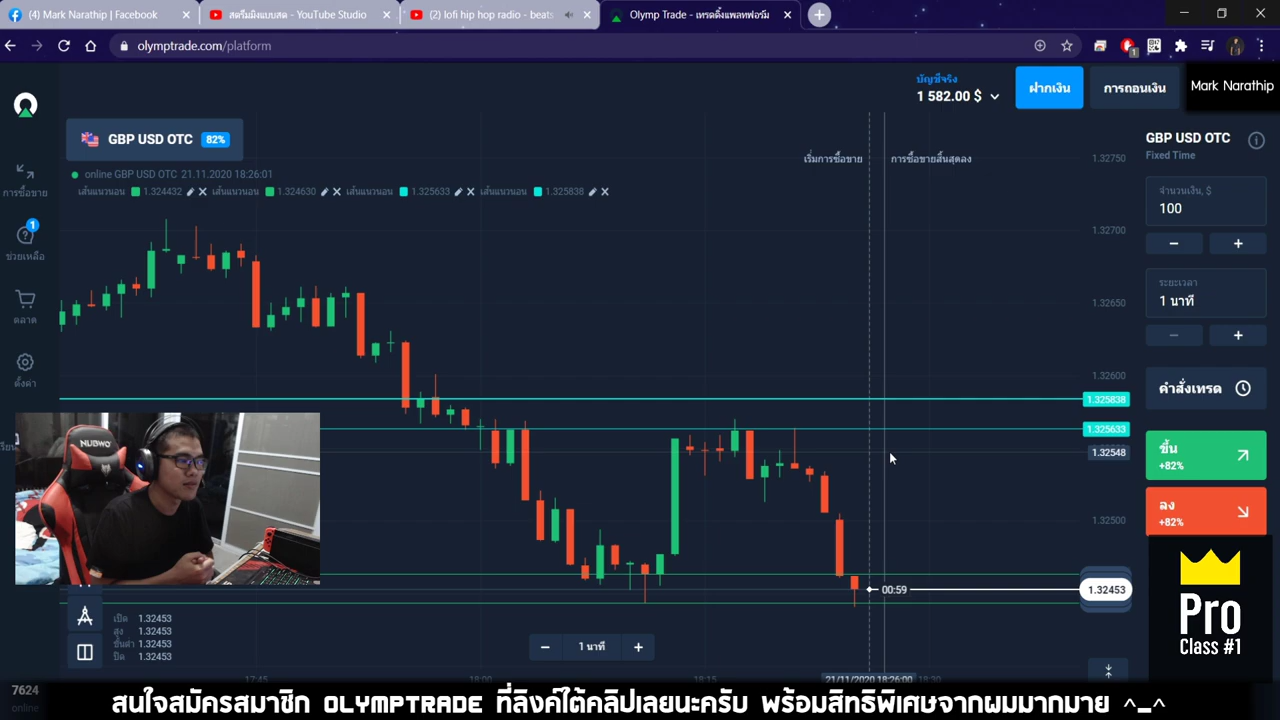 (4) Mark Narathip | Facebook
สตรีมมิงแบบสด - YouTube Studio
(2) lofi hip hop radio - beats
Olymp Trade - เทรดดิ้งแพลทฟอร์ม
olymptrade.com/platform
1
บัญชีจริง
1 582.00 $
ฝากเงิน
การถอนเงิน
Mark Narathip
GBP USD OTC 82%
online GBP USD OTC 21.11.2020 18:26:01
เส้นแนวนอน 1.324432 เส้นแนวนอน 1.324630 เส้นแนวนอน 1.325633 เส้นแนวนอน 1.325838
เริ่มการซื้อขาย
การซื้อขายสิ้นสุดลง
การซื้อขาย
1
ช่วยเหลือ
ตลาด
ตั้งค่า
1.32750
1.32700
1.32650
1.32600
1.325838
1.325633
1.32548
1.32500
1.32453
00:59
GBP USD OTC
Fixed Time
จำนวนเงิน, $
100
ระยะเวลา
1 นาที
คำสั่งเทรด
ขึ้น
+82%
ลง
+82%
NUBWO
Pro
Class #1
เปิด 1.32453
สูง 1.32453
ขั้นต่ำ 1.32453
ปิด 1.32453
1 นาที
17:45
18:00
18:15
21/11/2020 18:26:00
18:30
7624
online
สนใจสมัครสมาชิก OLYMPTRADE ที่ลิงค์ใต้คลิปเลยนะครับ พร้อมสิทธิพิเศษจากผมมากมาย ^_^